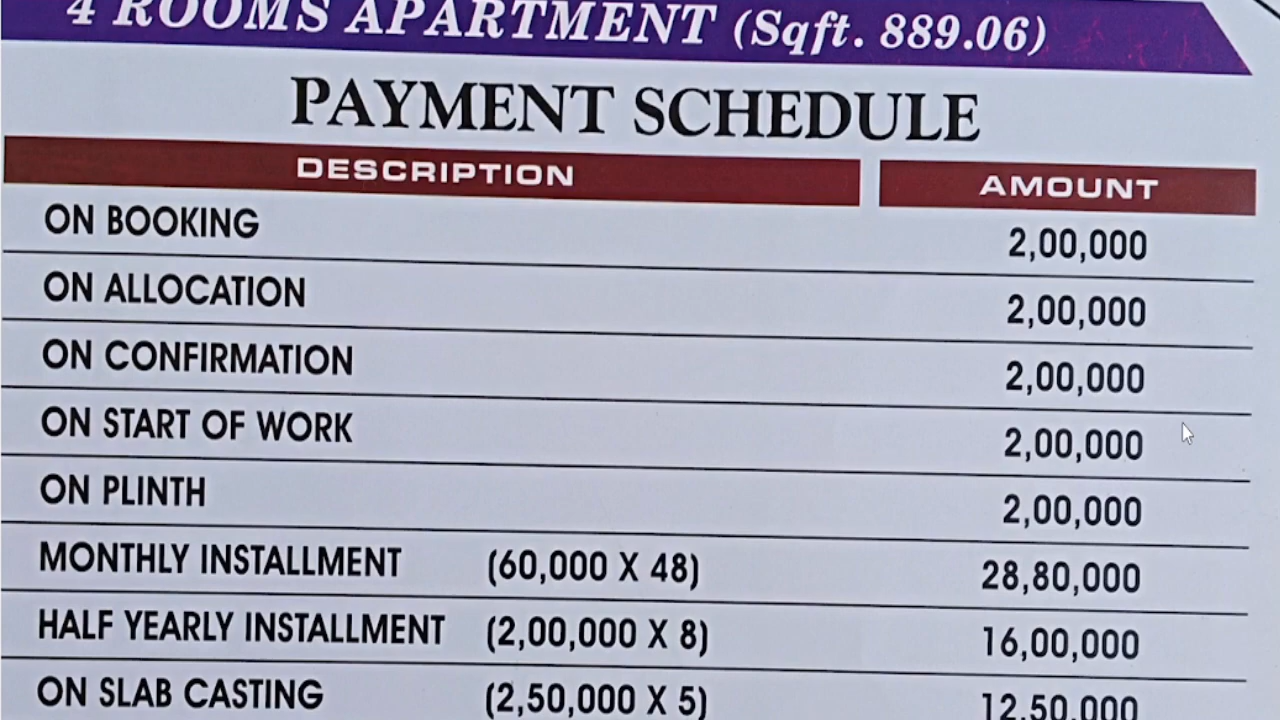 4 ROOMS APARTMENT (Sqft. 889.06)
PAYMENT SCHEDULE
DESCRIPTION AMOUNT
ON BOOKING 2,00,000
ON ALLOCATION 2,00,000
ON CONFIRMATION 2,00,000
ON START OF WORK 2,00,000
ON PLINTH 2,00,000
MONTHLY INSTALLMENT (60,000 X 48) 28,80,000
HALF YEARLY INSTALLMENT (2,00,000 X 8) 16,00,000
ON SLAB CASTING (2,50,000 X 5) 12,50,000